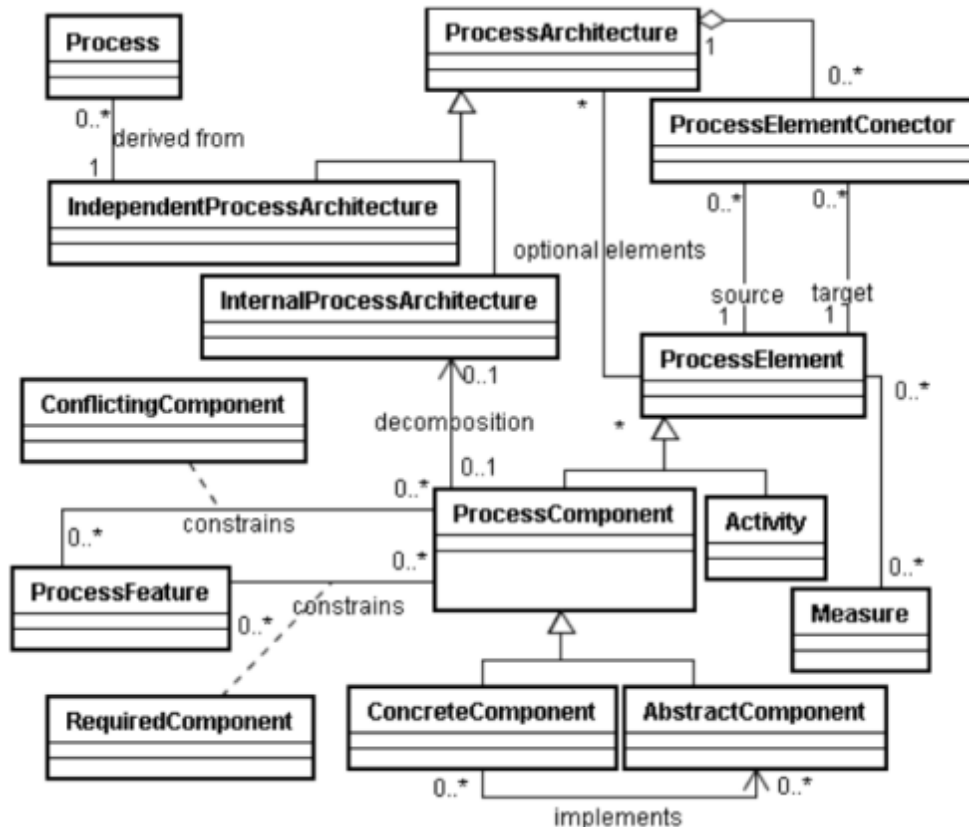 Process
ProcessArchitecture
1
0..*
0..*
derived from
1
*
ProcessElementConector
IndependentProcessArchitecture
0..*
0..*
optional elements
InternalProcessArchitecture
source
target
1
1
ProcessElement
0..1
0..*
ConflictingComponent
decomposition
*
0..1
0..*
ProcessComponent
Activity
constrains
0..*
0..*
0..*
ProcessFeature
constrains
0..*
Measure
RequiredComponent
ConcreteComponent
AbstractComponent
0..*
0..*
implements